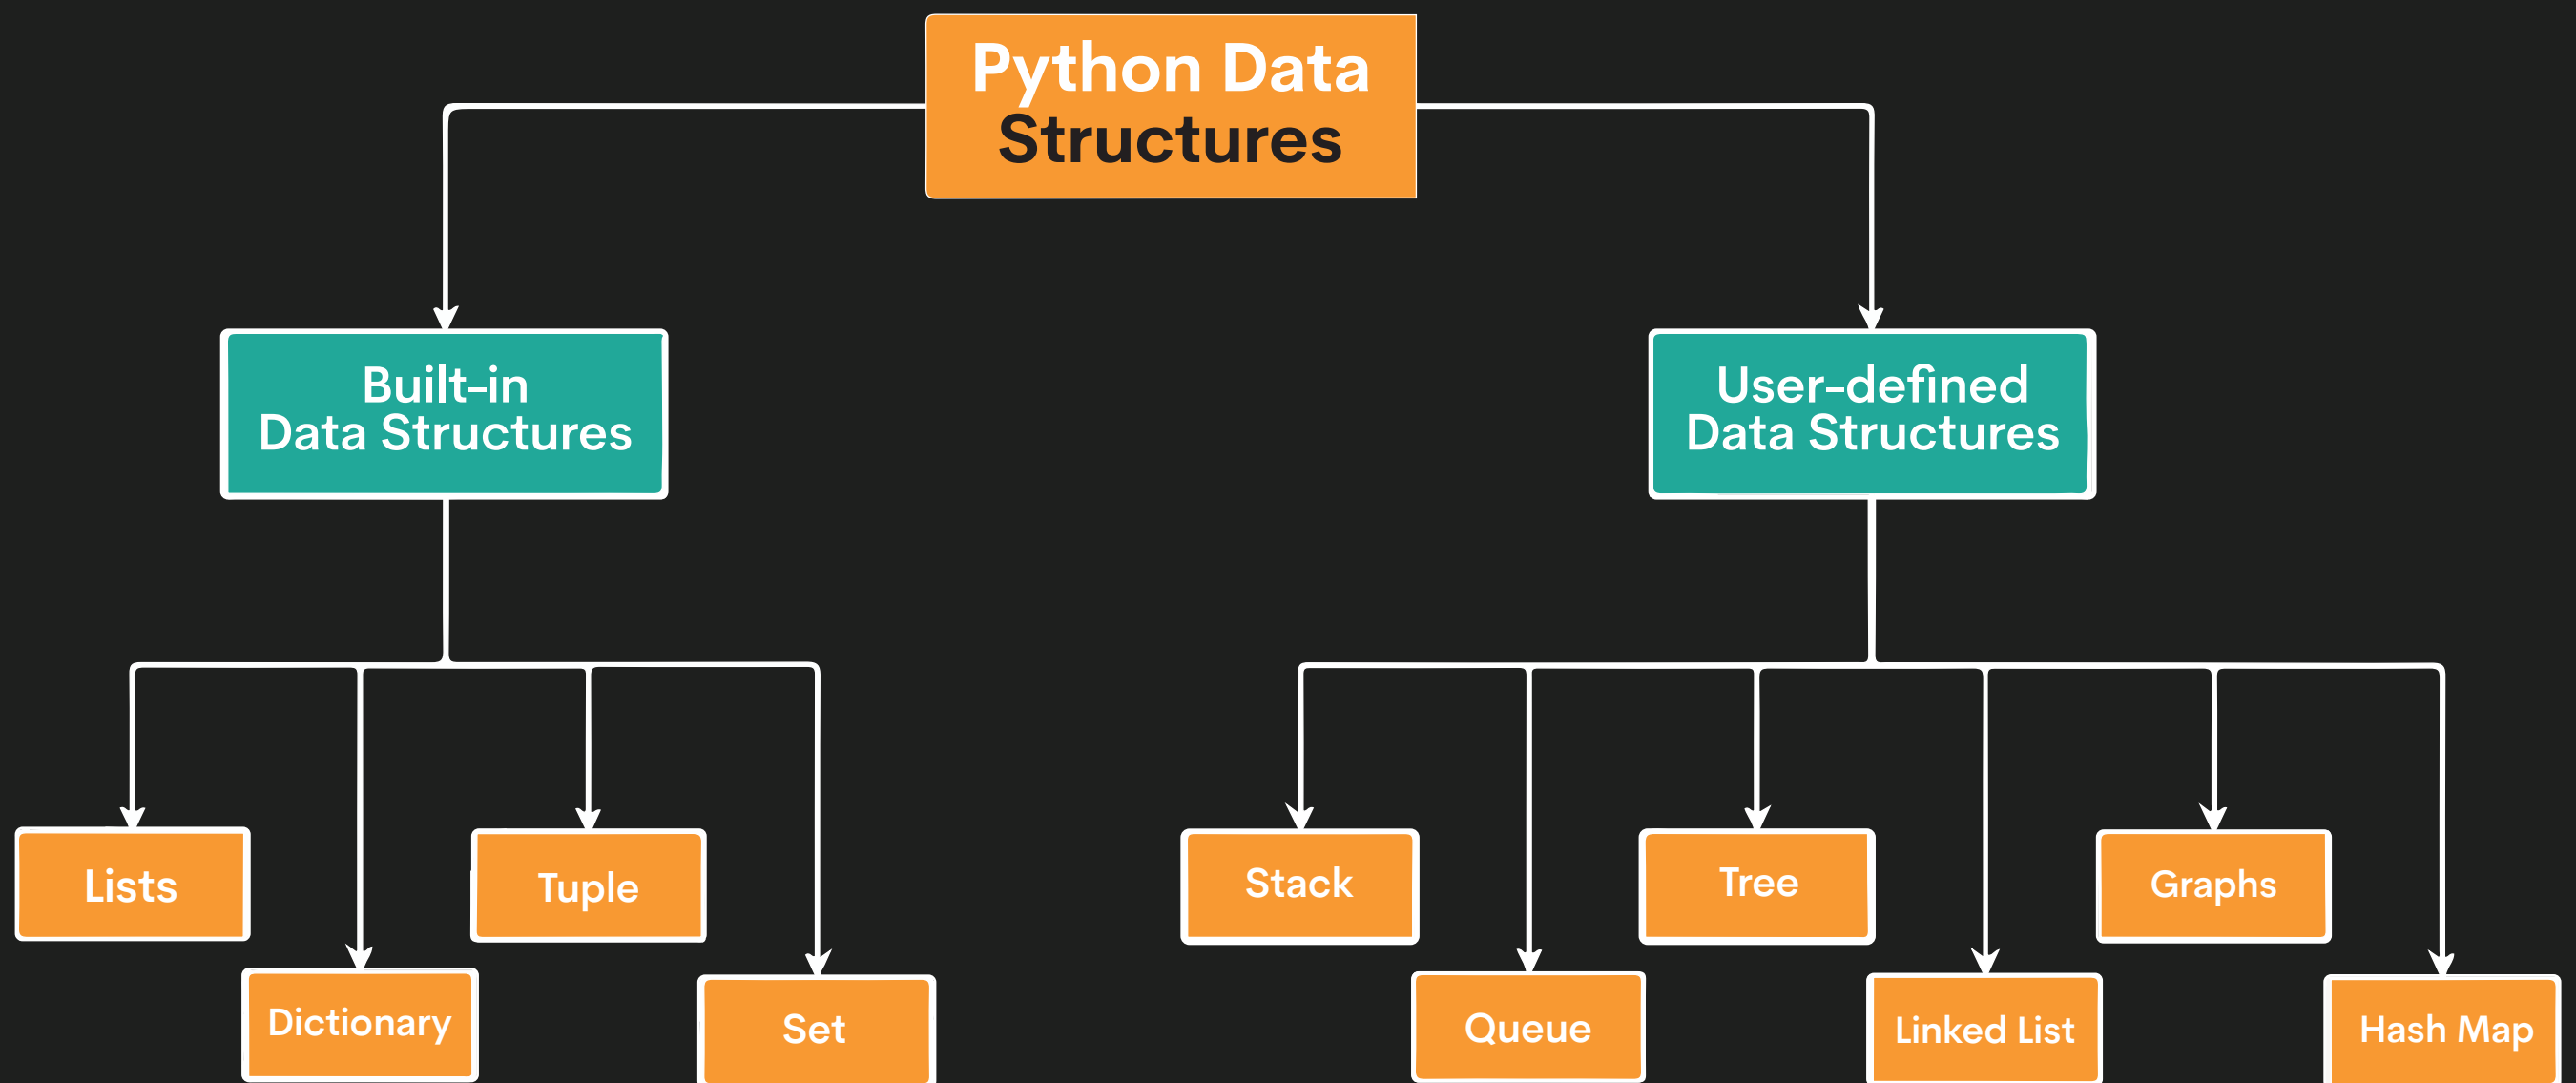 Python Data
Structures
Built-in
Data Structures
User-defined
Data Structures
Lists
Dictionary
Tuple
Set
Stack
Queue
Tree
Linked List
Graphs
Hash Map